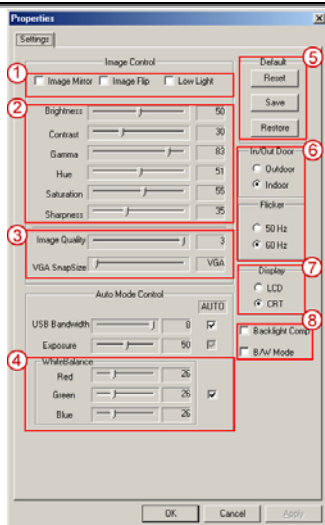 Properties
Settings
Image Control
Image Mirror Image Flip Low Light
Brightness 50
Contrast 30
Gamma 83
Hue 51
Saturation 55
Sharpness 35
Image Quality 3
VGA SnapSize VGA
Auto Mode Control
AUTO
USB Bandwidth 8
Exposure 50
WhiteBalance
Red 26
Green 26
Blue 26
Default
Reset
Save
Restore
In/Out Door
Outdoor
Indoor
Flicker
50 Hz
60 Hz
Display
LCD
CRT
Backlight Comp
B/W Mode
1
2
3
4
5
6
7
8
OK Cancel Apply